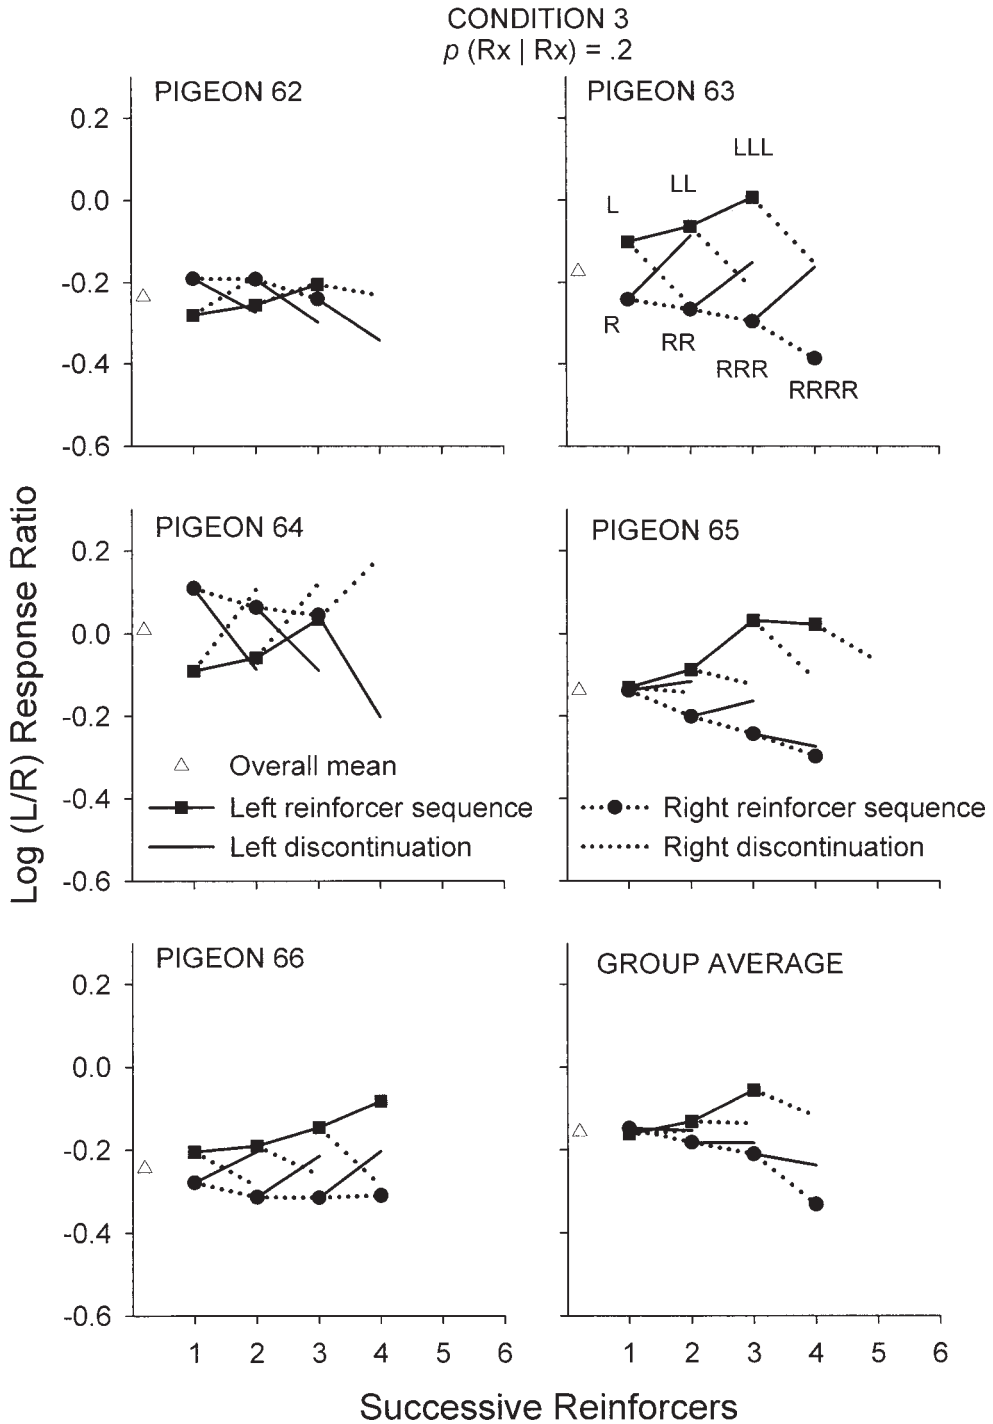 CONDITION 3
p (Rx | Rx) = .2
PIGEON 62
0.2
0.0
-0.2
-0.4
-0.6
PIGEON 63
L
LL
LLL
R
RR
RRR
RRRR
Log (L/R) Response Ratio
PIGEON 64
0.2
0.0
-0.2
-0.4
-0.6
Overall mean
Left reinforcer sequence
Left discontinuation
PIGEON 65
Right reinforcer sequence
Right discontinuation
PIGEON 66
0.2
0.0
-0.2
-0.4
-0.6
1 2 3 4 5 6
GROUP AVERAGE
1 2 3 4 5 6
Successive Reinforcers